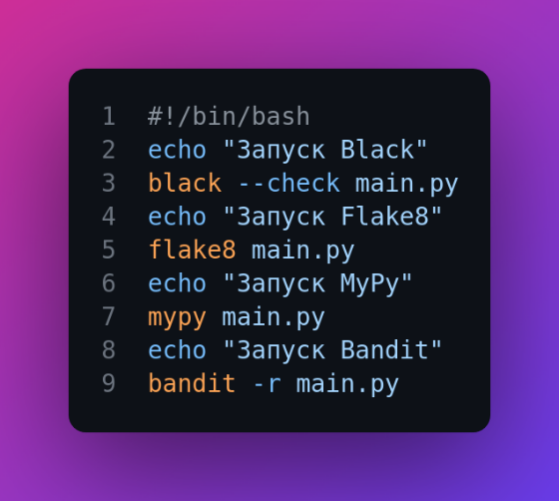 1 #!/bin/bash
2 echo "Запуск Black"
3 black --check main.py
4 echo "Запуск Flake8"
5 flake8 main.py
6 echo "Запуск MyPy"
7 mypy main.py
8 echo "Запуск Bandit"
9 bandit -r main.py